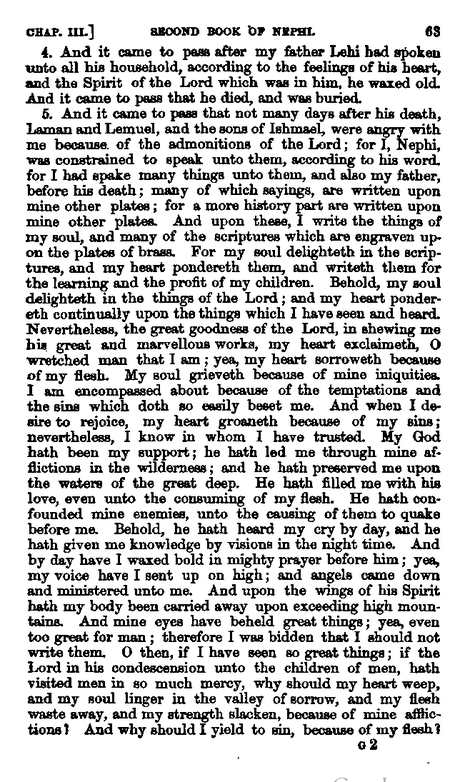 CHAP. III.] SECOND BOOK OF NEPHI. 63
4. And it came to pass after my father Lehi had spoken
unto all his household, according to the feelings of his heart,
and the Spirit of the Lord which was in him, he waxed old.
And it came to pass that he died, and was buried.
5. And it came to pass that not many days after his death,
Laman and Lemuel, and the sons of Ishmael, were angry with
me because. of the admonitions of the Lord; for I, Nephi,
was constrained to speak unto them, according to his word.
for I had spake many things unto them, and also my father,
before his death; many of which sayings, are written upon
mine other plates; for a more history part are written upon
mine other plates. And upon these, I write the things of
my soul, and many of the scriptures which are engraven up-
on the plates of brass. For my soul delighteth in the scrip-
tures, and my heart pondereth them, and writeth them for
the learning and the profit of my children. Behold, my soul
delighteth in the things of the Lord; and my heart ponder-
eth continually upon the things which I have seen and heard.
Nevertheless, the great goodness of the Lord, in shewing me
his great and marvellous works, my heart exclaimeth, O
wretched man that I am; yea, my heart sorroweth because
of my flesh. My soul grieveth because of mine iniquities.
I am encompassed about because of the temptations and
the sins which doth so easily beset me. And when I de-
sire to rejoice, my heart groaneth because of my sins;
nevertheless, I know in whom I have trusted. My God
hath been my support; he hath led me through mine af-
flictions in the wilderness; and he hath preserved me upon
the waters of the great deep. He hath filled me with his
love, even unto the consuming of my flesh. He hath con-
founded mine enemies, unto the causing of them to quake
before me. Behold, he hath heard my cry by day, and he
hath given me knowledge by visions in the night time. And
by day have I waxed bold in mighty prayer before him; yea,
my voice have I sent up on high; and angels came down
and ministered unto me. And upon the wings of his Spirit
hath my body been carried away upon exceeding high moun-
tains. And mine eyes have beheld great things; yea, even
too great for man; therefore I was bidden that I should not
write them. O then, if I have seen so great things; if the
Lord in his condescension unto the children of men, hath
visited men in so much mercy, why should my heart weep,
and my soul linger in the valley of sorrow, and my flesh
waste away, and my strength slacken, because of mine afflic-
tions? And why should I yield to sin, because of my flesh?
G 2